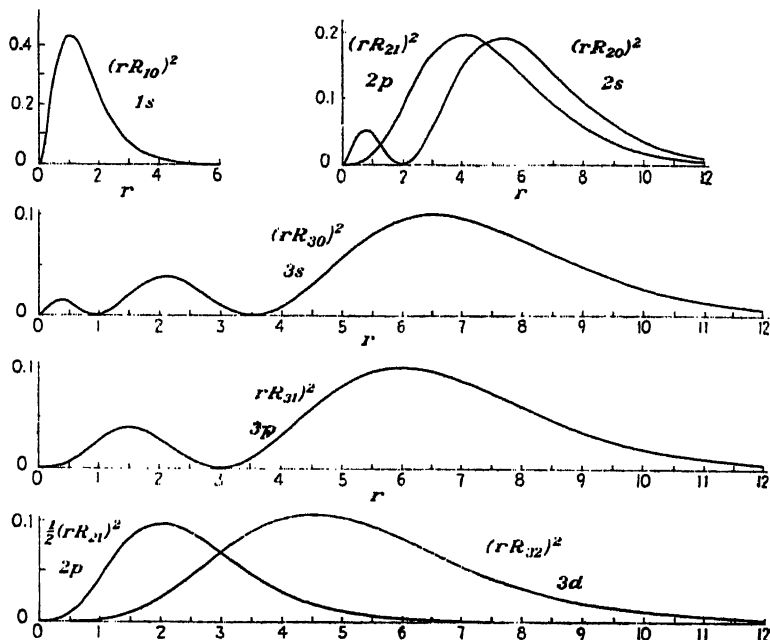 0.4
0.2
0
(rR10)²
1s
0 2 4 6
r
0.2
0.1
0
(rR21)²
2p
(rR20)²
2s
0 2 4 6 8 10 12
r
0.1
0
(rR30)²
3s
0 1 2 3 4 5 6 7 8 9 10 11 12
r
0.1
0
rR31)²
3p
0 1 2 3 4 5 6 7 8 9 10 11 12
r
0.1
0
½(rR21)²
2p
(rR32)²
3d
0 1 2 3 4 5 6 7 8 9 10 11 12